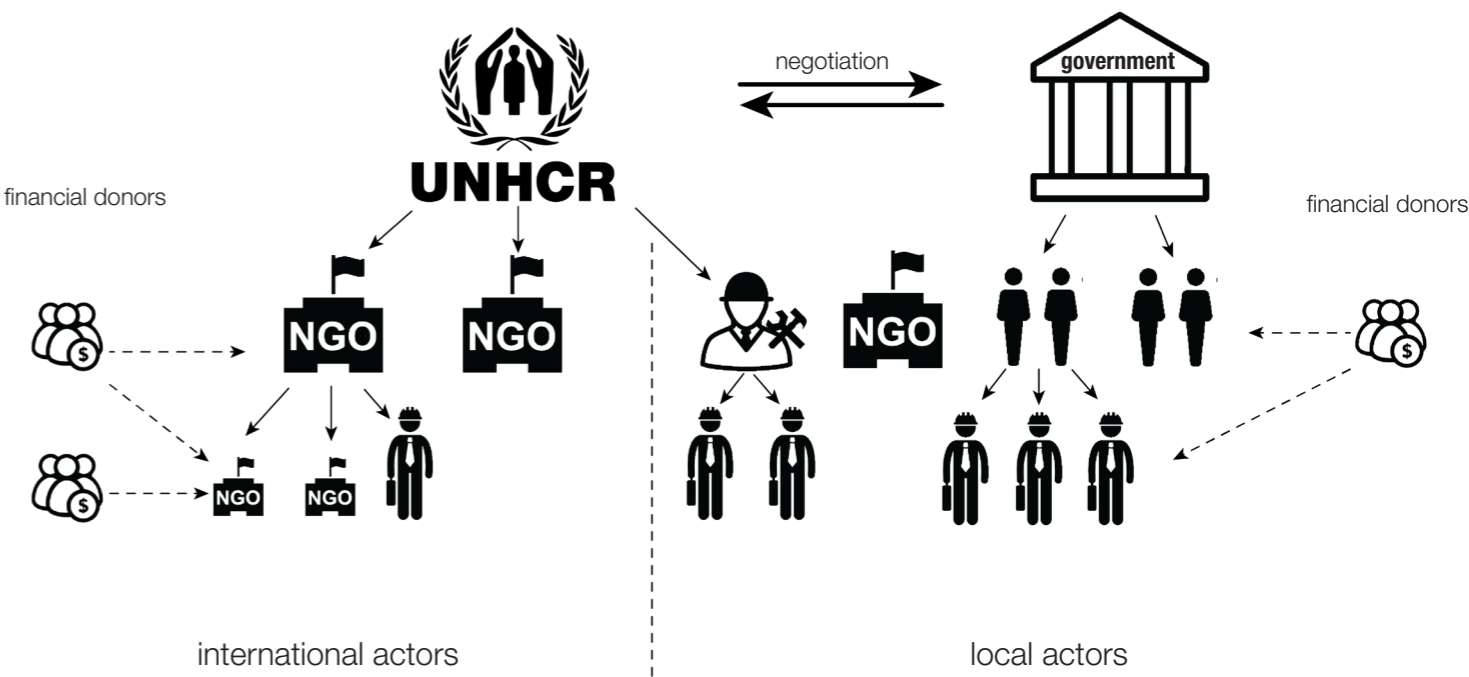 negotiation
government
UNHCR
financial donors
financial donors
NGO
NGO
NGO
$
$
NGO
NGO
$
international actors
local actors